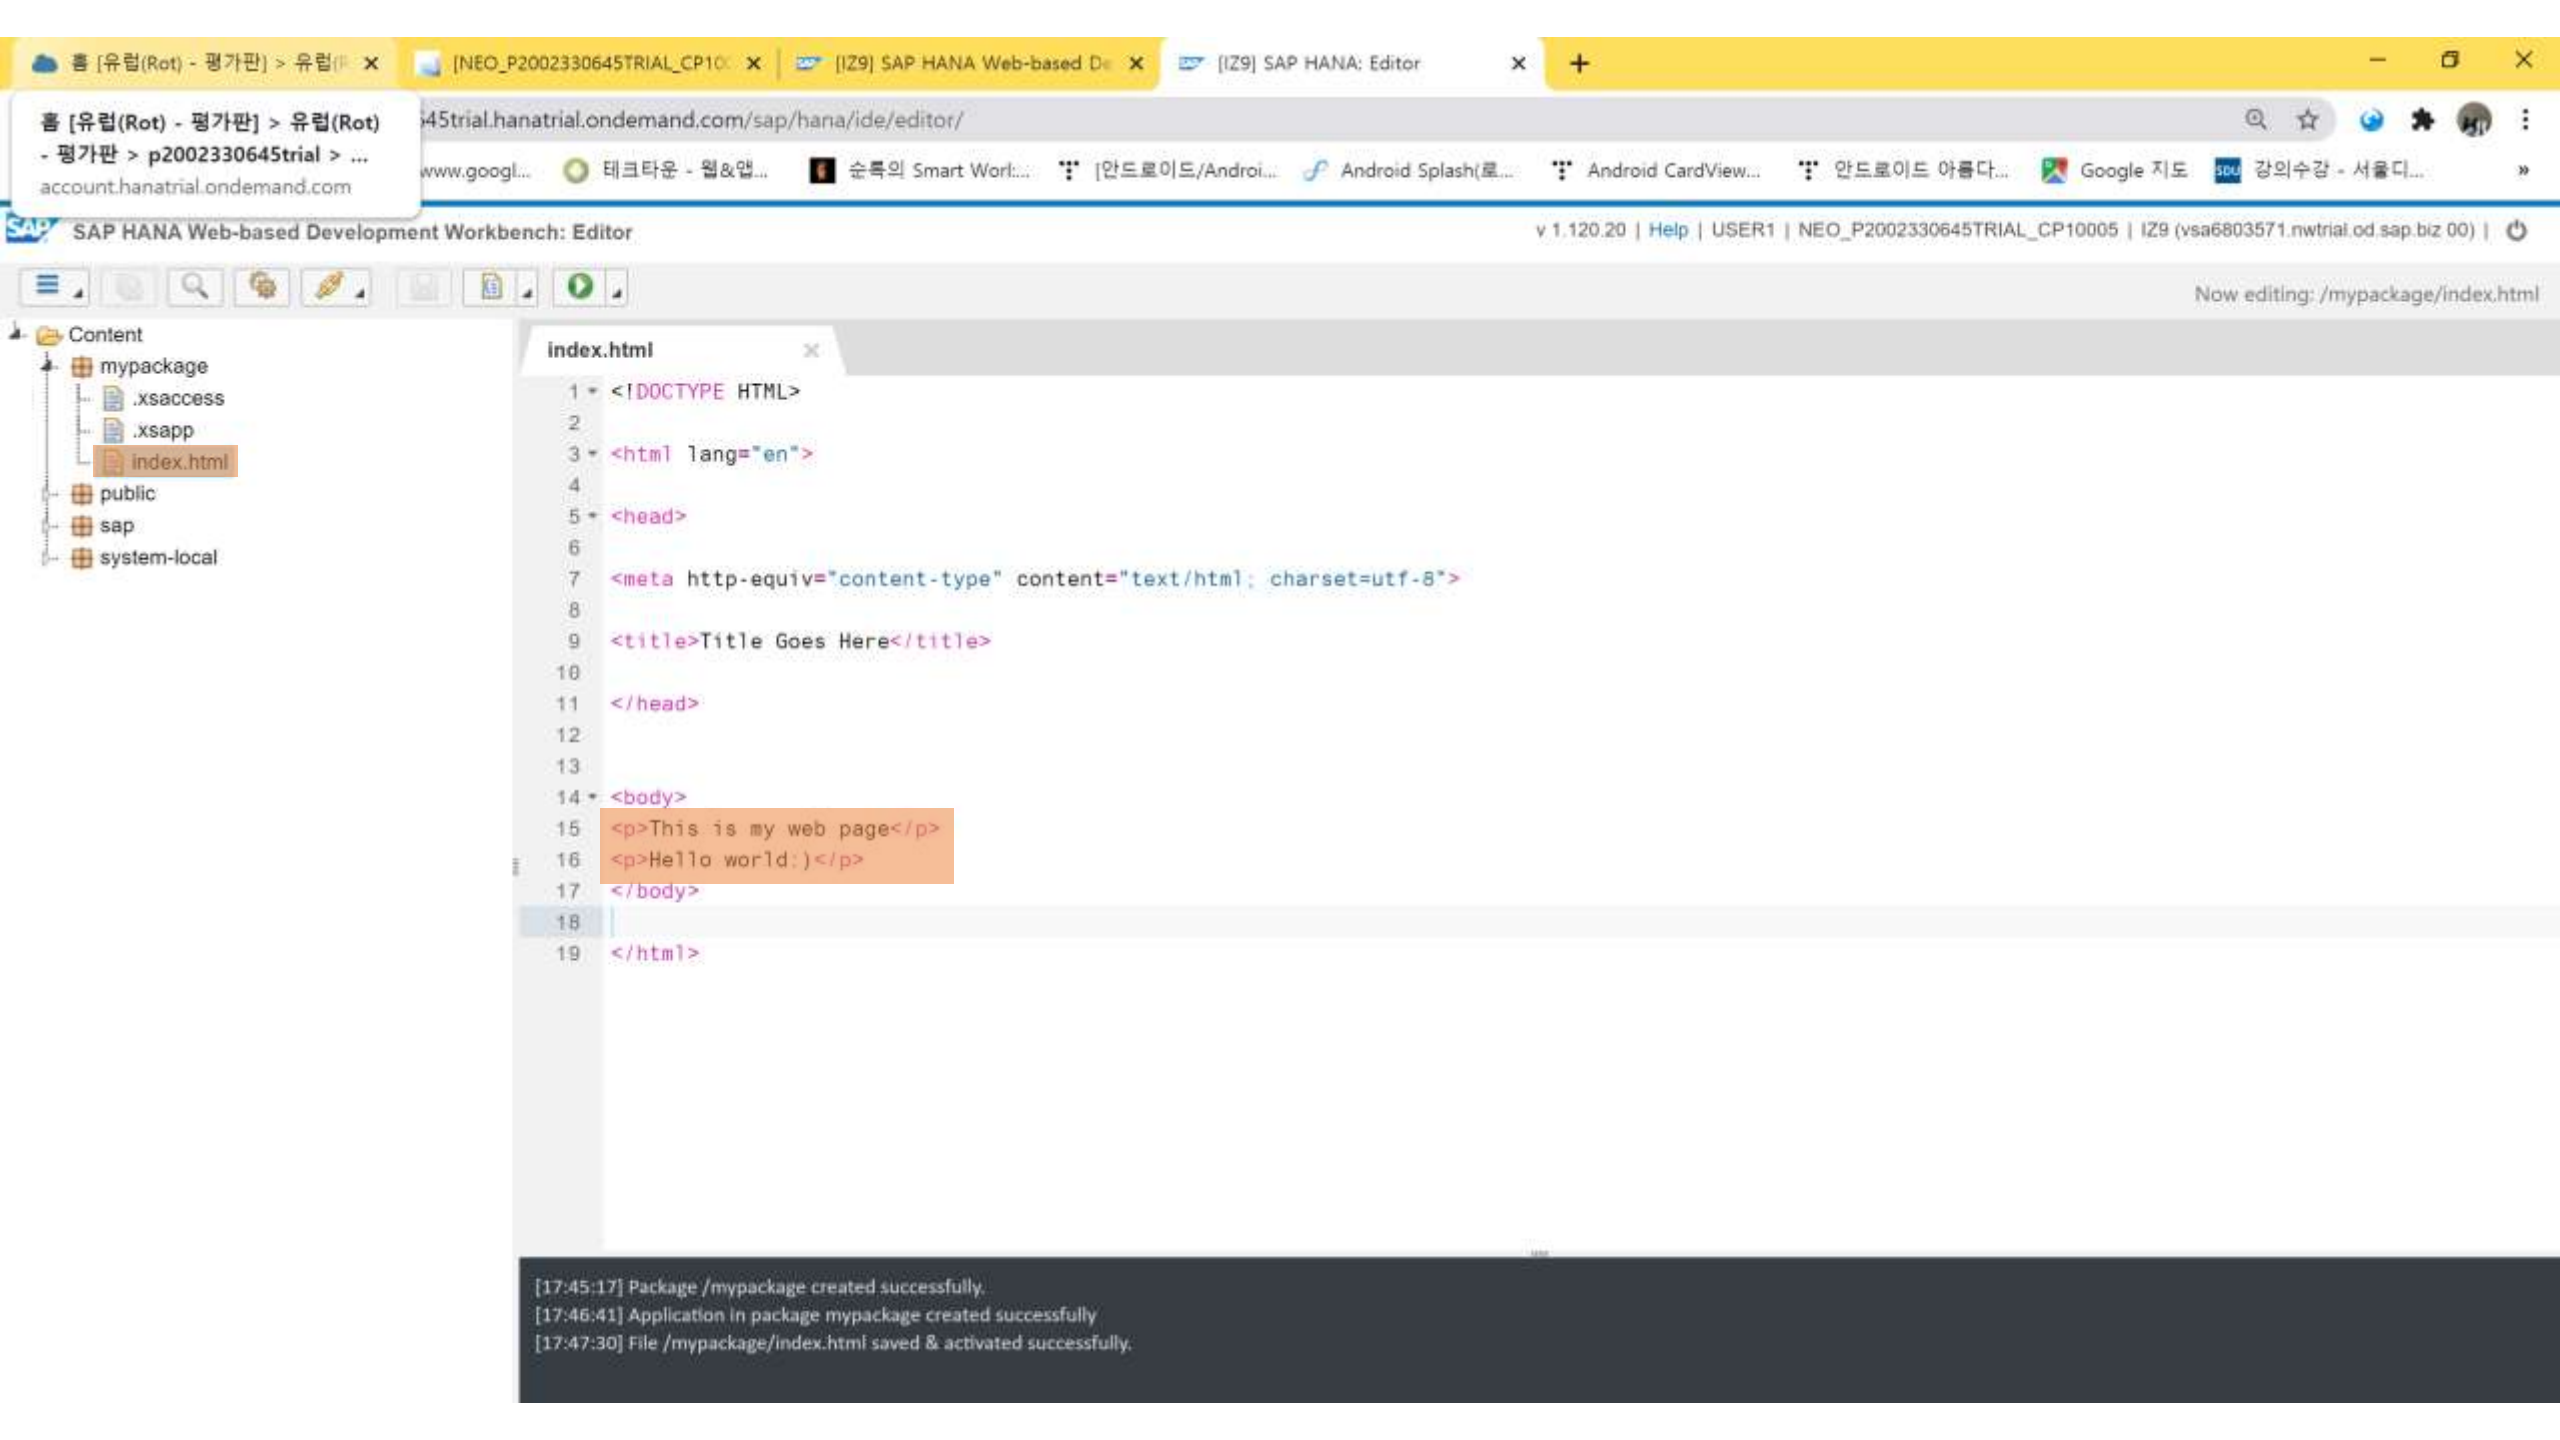 홈 [유럽(Rot) - 평가판] > 유럽(
[NEO_P2002330645TRIAL_CP10
[IZ9] SAP HANA Web-based De
[IZ9] SAP HANA: Editor
홈 [유럽(Rot) - 평가판] > 유럽(Rot)
- 평가판 > p2002330645trial > ...
account.hanatrial.ondemand.com
645trial.hanatrial.ondemand.com/sap/hana/ide/editor/
www.googl...
테크타운 - 웹&앱...
순록의 Smart Worl:...
[안드로이드/Androi...
Android Splash(로...
Android CardView...
안드로이드 아름다...
Google 지도
SDU
강의수강 - 서울디...
»
SAP
SAP HANA Web-based Development Workbench: Editor
v 1.120.20 | Help | USER1 | NEO_P2002330645TRIAL_CP10005 | IZ9 (vsa6803571.nwtrial.od.sap.biz 00) |
Now editing: /mypackage/index.html
Content
mypackage
.xsaccess
.xsapp
index.html
public
sap
system-local
index.html
1 <!DOCTYPE HTML>
2
3 <html lang="en">
4
5 <head>
6
7 <meta http-equiv="content-type" content="text/html; charset=utf-8">
8
9 <title>Title Goes Here</title>
10
11 </head>
12
13
14 <body>
15 <p>This is my web page</p>
16 <p>Hello world:)</p>
17 </body>
18
19 </html>
[17:45:17] Package /mypackage created successfully.
[17:46:41] Application in package mypackage created successfully
[17:47:30] File /mypackage/index.html saved & activated successfully.